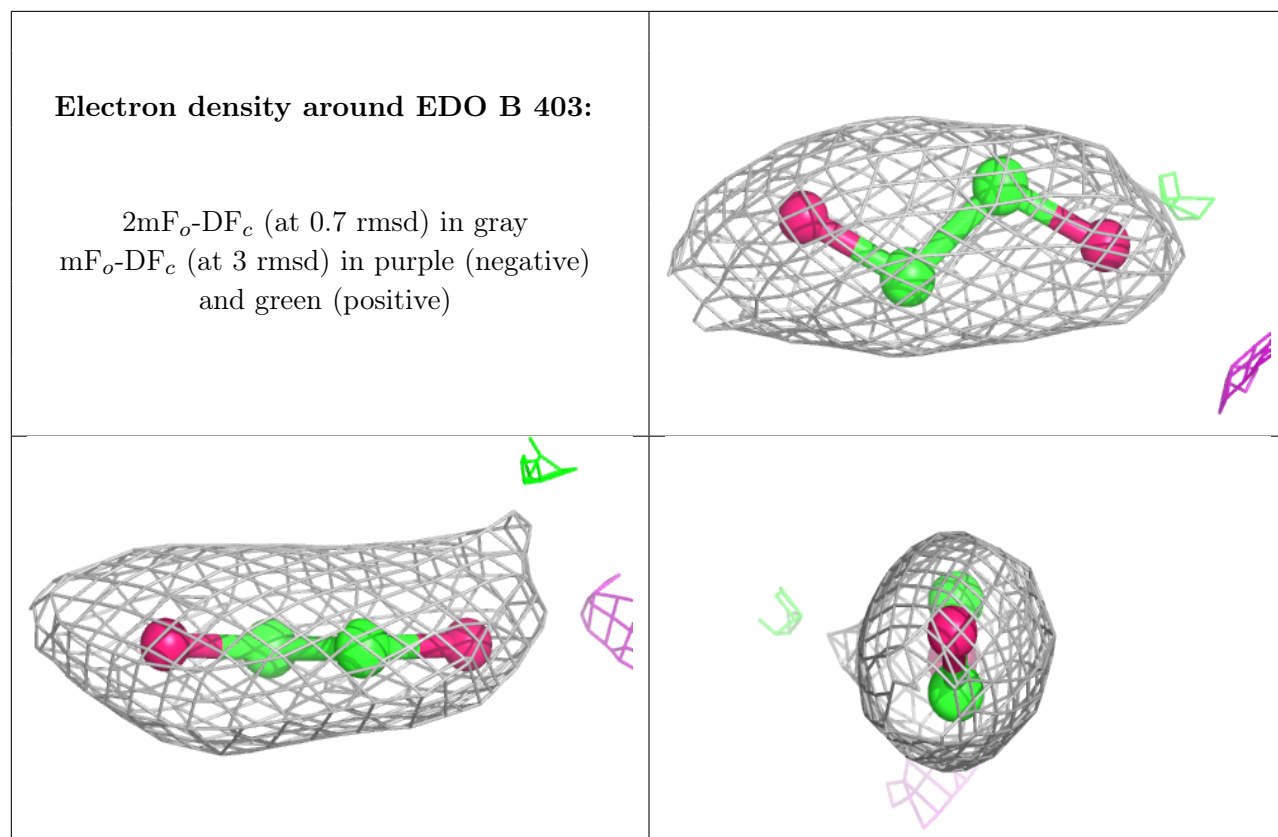 Electron density around EDO B 403:
2mFo-DFc (at 0.7 rmsd) in gray
mFo-DFc (at 3 rmsd) in purple (negative)
and green (positive)